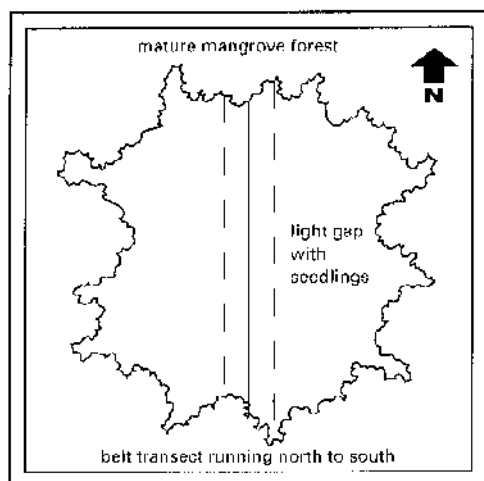 mature mangrove forest
N
light gap
with
seedlings
belt transect running north to south